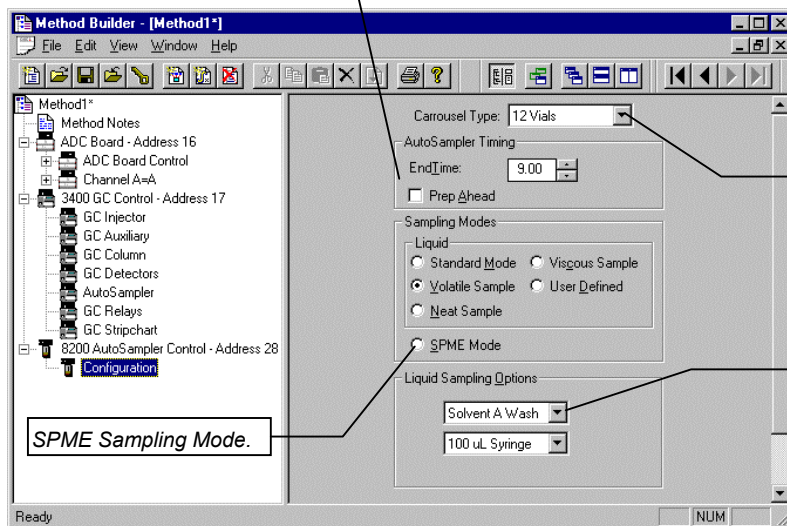 Method Builder - [Method1*]
File Edit View Window Help
Method1*
Method Notes
ADC Board - Address 16
ADC Board Control
Channel A=A
3400 GC Control - Address 17
GC Injector
GC Auxiliary
GC Column
GC Detectors
AutoSampler
GC Relays
GC Stripchart
8200 AutoSampler Control - Address 28
Configuration
SPME Sampling Mode.
Carrousel Type: 12 Vials
AutoSampler Timing
EndTime: 9.00
Prep Ahead
Sampling Modes
Liquid
Standard Mode Viscous Sample
Volatile Sample User Defined
Neat Sample
SPME Mode
Liquid Sampling Options
Solvent A Wash
100 uL Syringe
Ready NUM